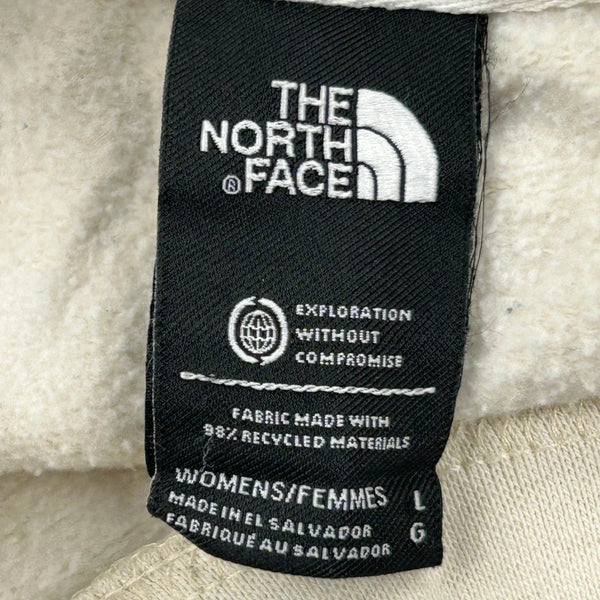 THE
NORTH
® FACE
EXPLORATION
WITHOUT
COMPROMISE
FABRIC MADE WITH
98% RECYCLED MATERIALS
WOMENS/FEMMES L
MADE IN EL SALVADOR
FABRIQUÉ AU SALVADOR G